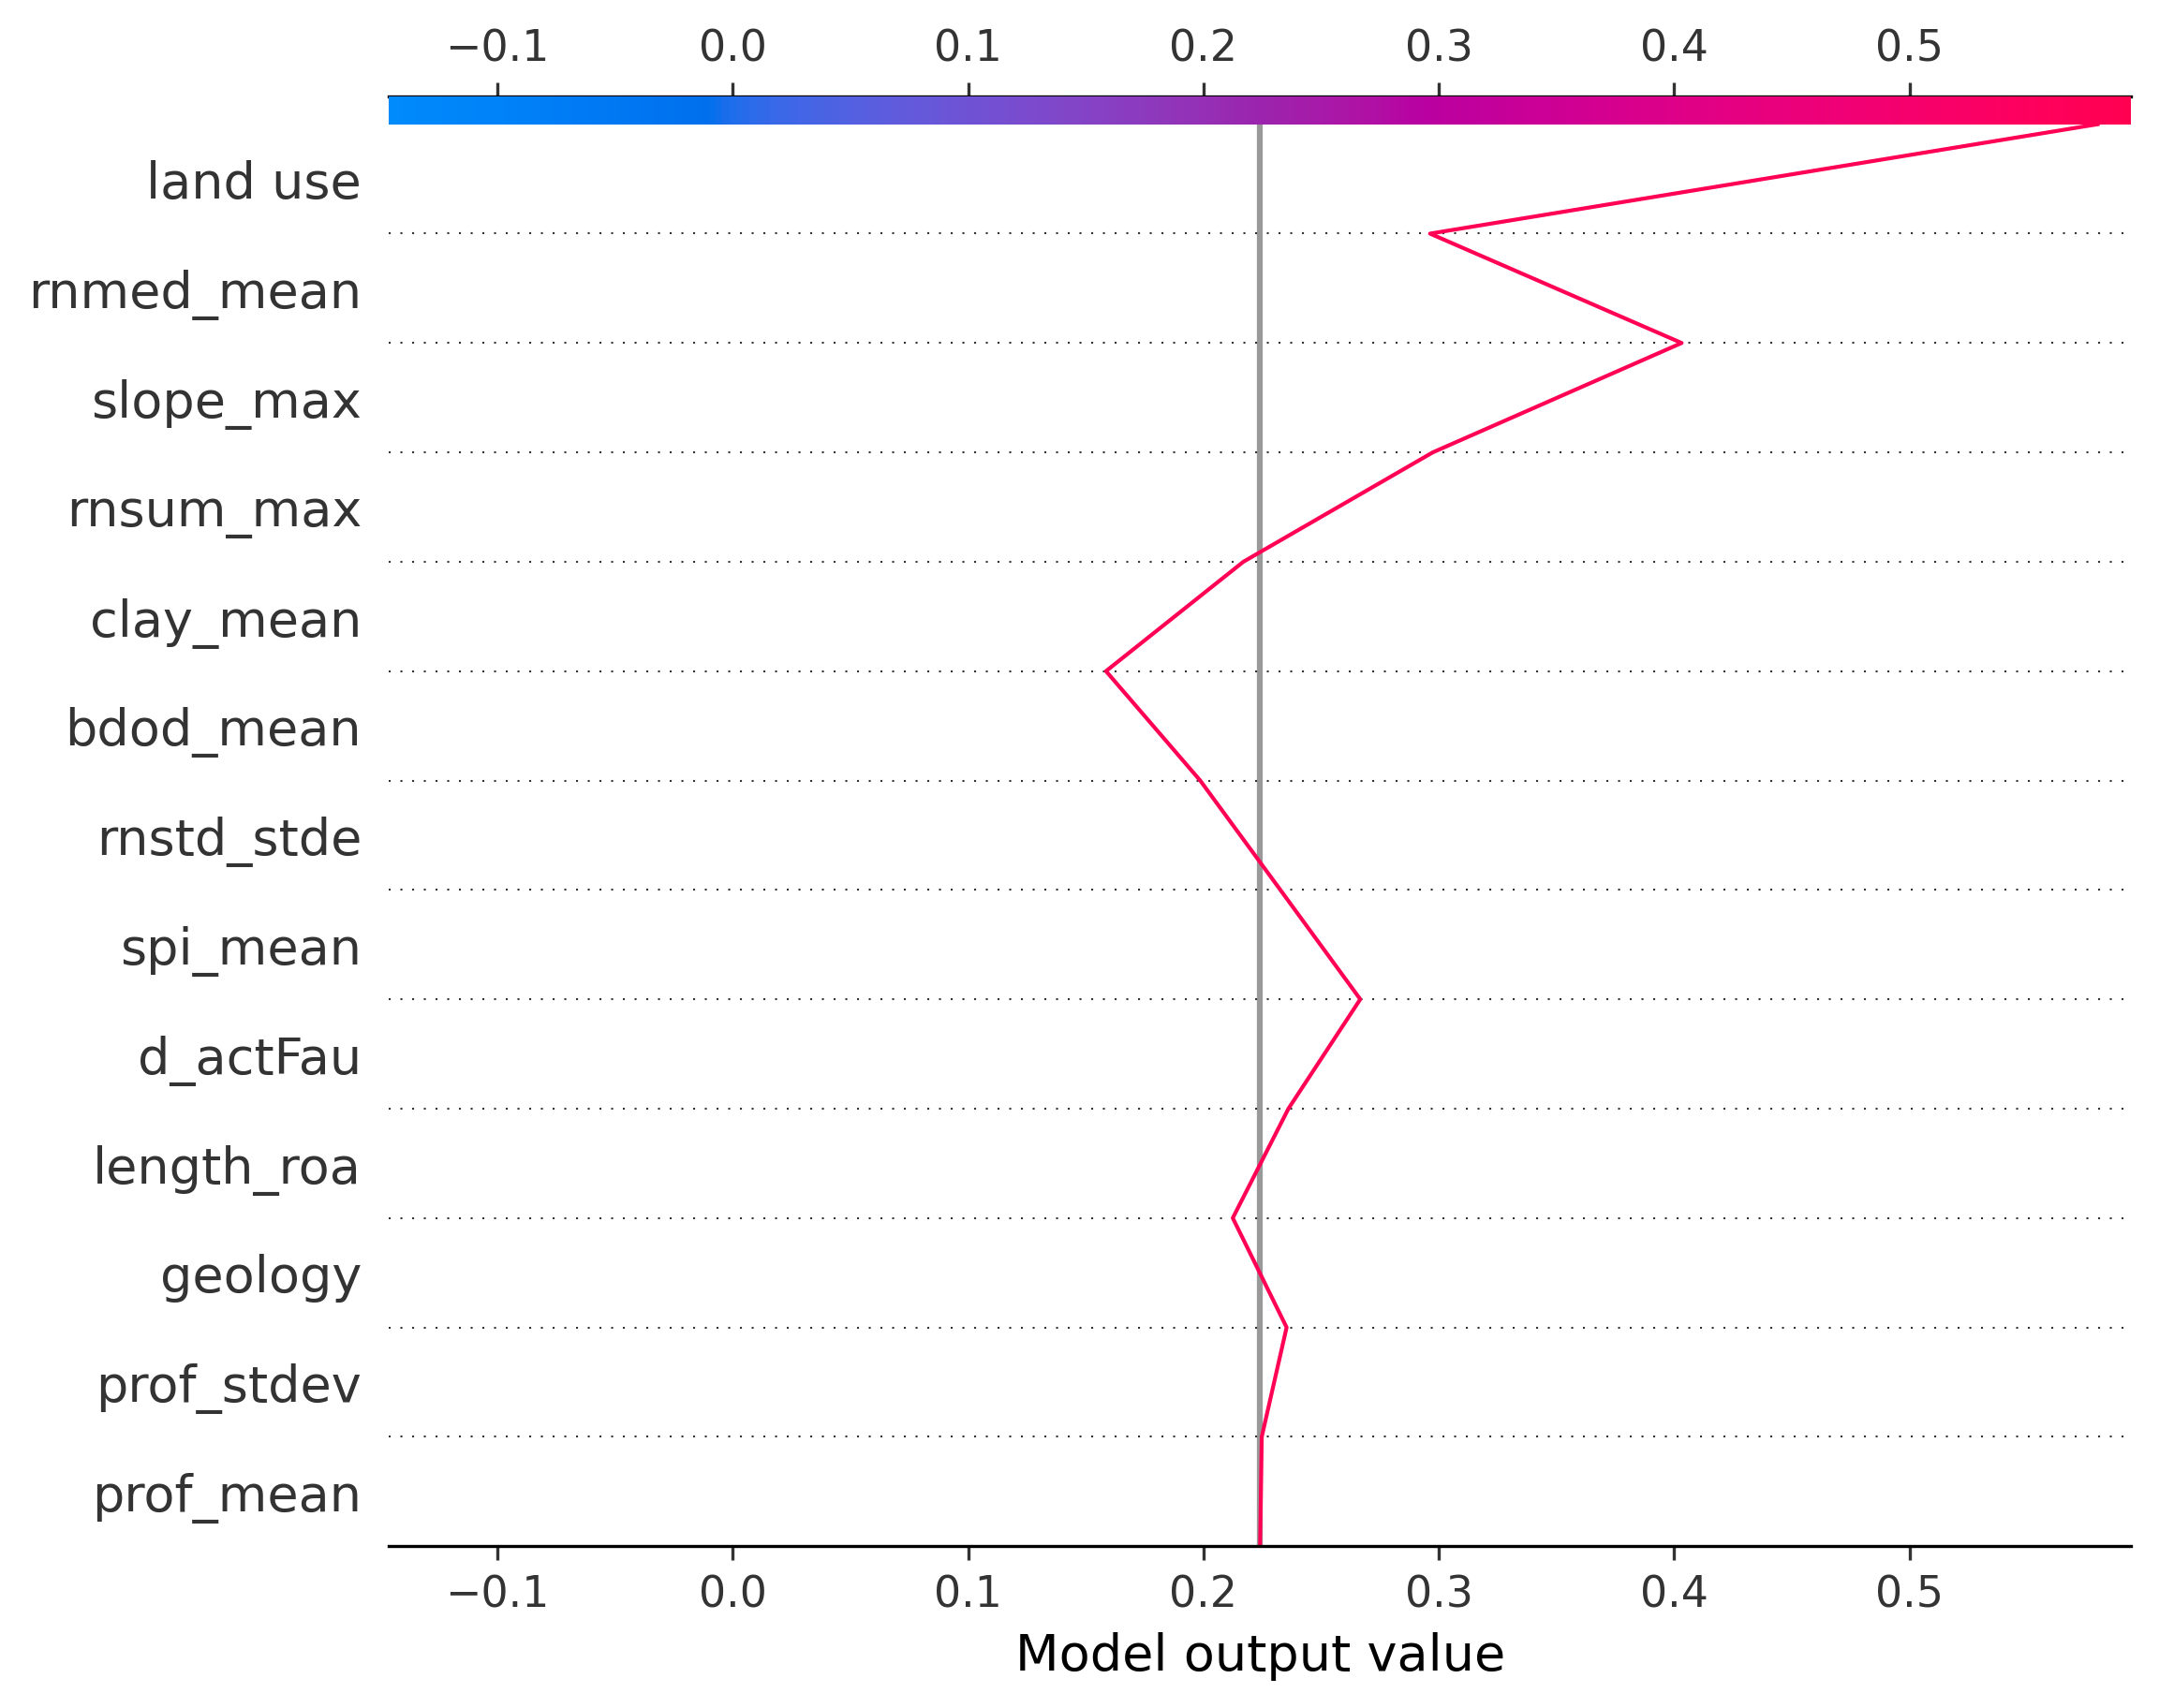 −0.1 0.0 0.1 0.2 0.3 0.4 0.5
land use
rnmed_mean
slope_max
rnsum_max
clay_mean
bdod_mean
rnstd_stde
spi_mean
d_actFau
length_roa
geology
prof_stdev
prof_mean
−0.1 0.0 0.1 0.2 0.3 0.4 0.5
Model output value